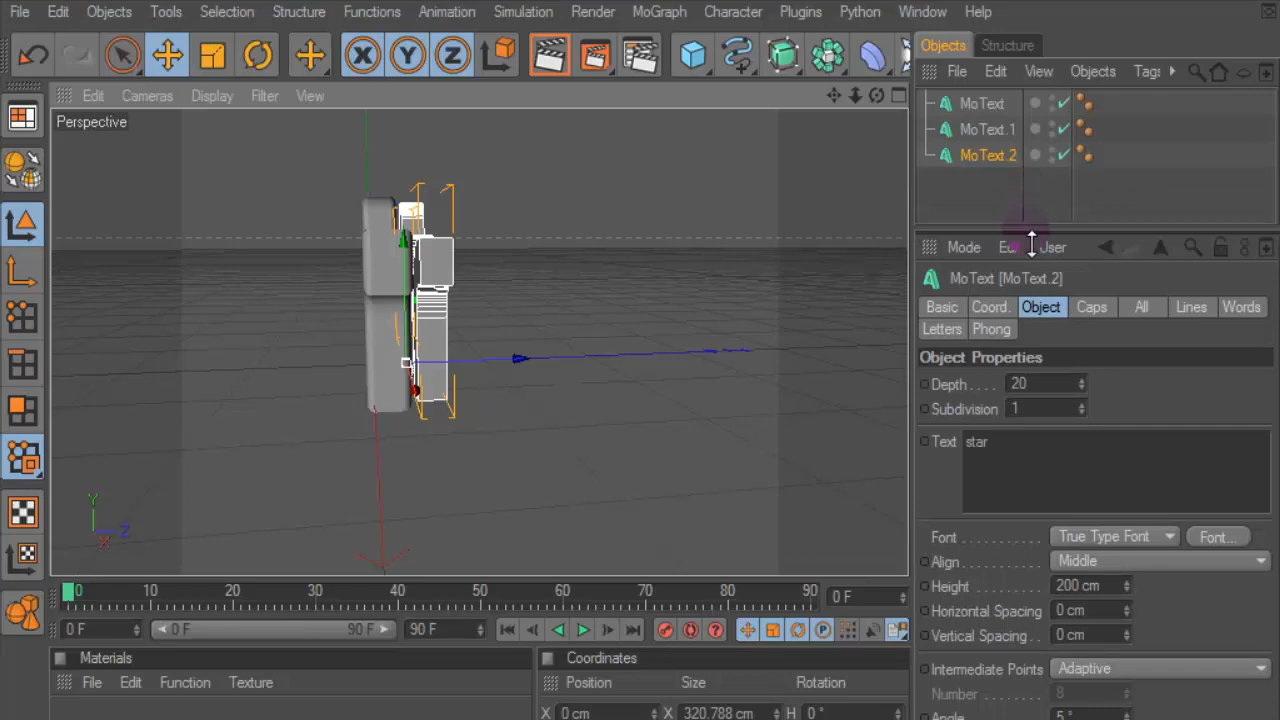 File Edit Objects Tools Selection Structure Functions Animation Simulation Render MoGraph Character Plugins Python Window Help
X Y Z
Objects Structure
File Edit View Objects Tags
Edit Cameras Display Filter View
Perspective
MoText
MoText.1
MoText.2
Mode User
MoText [MoText.2]
Basic Coord. Object Caps All Lines Words
Letters Phong
Object Properties
Depth . . . . 20
Subdivision 1
Text star
Font . . . . . . . . . . . True Type Font Font...
Align . . . . . . . . . . . Middle
Height . . . . . . . . . . 200 cm
Horizontal Spacing 0 cm
Vertical Spacing . . 0 cm
Intermediate Points Adaptive
Number . . . . . . . . . 8
Angle . . . . . . . . . . 5 °
Y
Z
X
0 10 20 30 40 50 60 70 80 90 0 F
0 F 0 F 90 F 90 F
Materials
File Edit Function Texture
Coordinates
Position Size Rotation
X 0 cm X 320.788 cm H 0 °